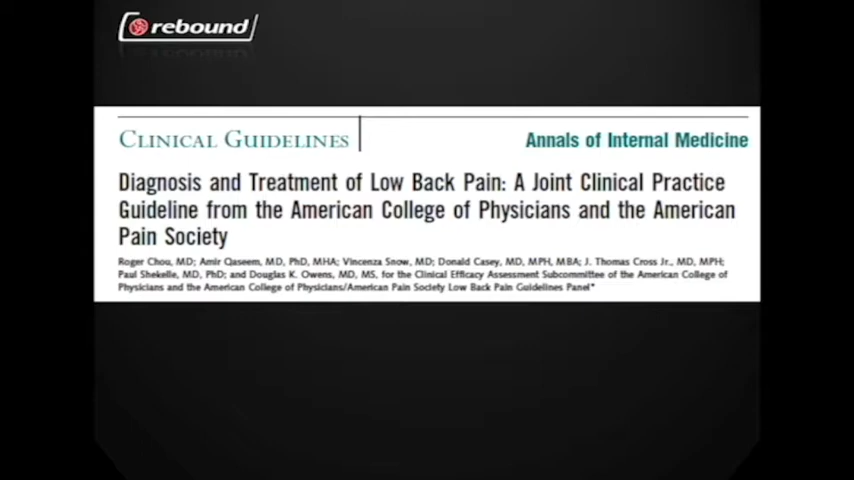 rebound
CLINICAL GUIDELINES
Annals of Internal Medicine
Diagnosis and Treatment of Low Back Pain: A Joint Clinical Practice
Guideline from the American College of Physicians and the American
Pain Society
Roger Chou, MD; Amir Qaseem, MD, PhD, MHA; Vincenza Snow, MD; Donald Casey, MD, MPH, MBA; J. Thomas Cross Jr., MD, MPH;
Paul Shekelle, MD, PhD; and Douglas K. Owens, MD, MS, for the Clinical Efficacy Assessment Subcommittee of the American College of
Physicians and the American College of Physicians/American Pain Society Low Back Pain Guidelines Panel*